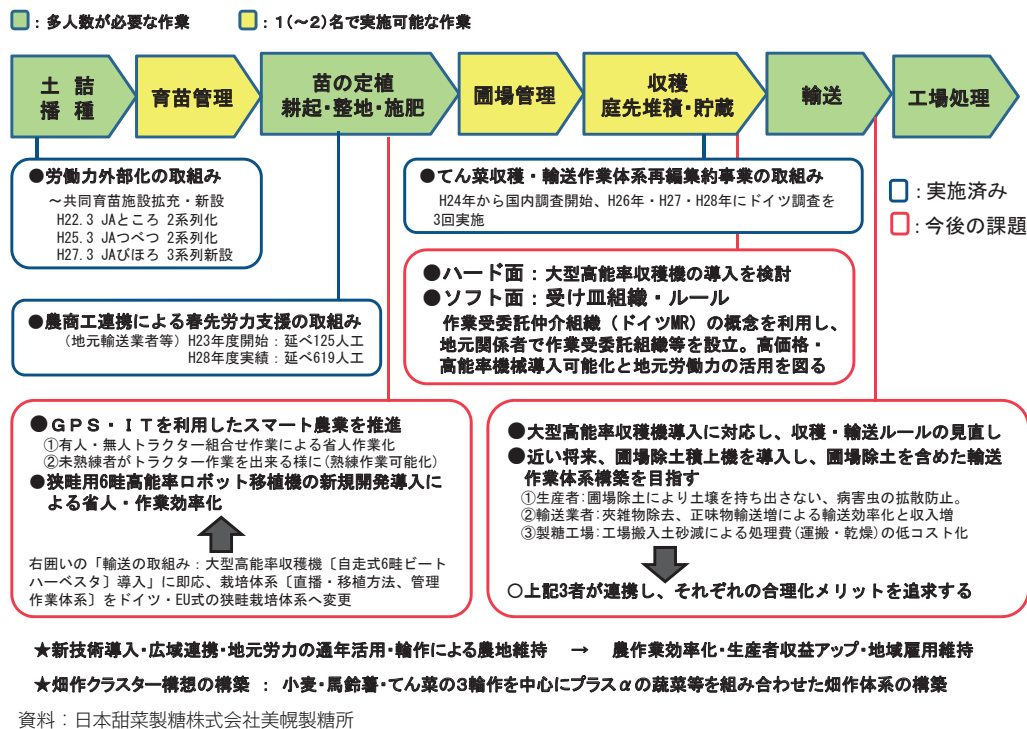 ：多人数が必要な作業
：１（～２）名で実施可能な作業
土　詰
播　種
育苗管理
苗の定植
耕起・整地・施肥
圃場管理
収穫
庭先堆積・貯蔵
輸送
工場処理
●労働力外部化の取組み
～共同育苗施設拡充・新設
H22.3 JAところ 2系列化
H25.3 JAつべつ 2系列化
H27.3 JAびほろ 3系列新設
●てん菜収穫・輸送作業体系再編集約事業の取組み
H24年から国内調査開始、H26年・H27・H28年にドイツ調査を
3回実施
：実施済み
：今後の課題
●ハード面：大型高能率収穫機の導入を検討
●ソフト面：受け皿組織・ルール
作業受委託仲介組織（ドイツMR）の概念を利用し、
地元関係者で作業受委託組織等を設立。高価格・
高能率機械導入可能化と地元労働力の活用を図る
●農商工連携による春先労力支援の取組み
（地元輸送業者等）H23年度開始：延べ125人工
H28年度実績：延べ619人工
●ＧＰＳ・ＩＴを利用したスマート農業を推進
①有人・無人トラクター組合せ作業による省人作業化
②未熟練者がトラクター作業を出来る様に(熟練作業可能化)
●狭畦用6畦高能率ロボット移植機の新規開発導入に
よる省人・作業効率化
右囲いの「輸送の取組み：大型高能率収穫機〔自走式6畦ビート
ハーベスタ〕導入」に即応、栽培体系〔直播・移植方法、管理
作業体系〕をドイツ・EU式の狭畦栽培体系へ変更
●大型高能率収穫機導入に対応し、収穫・輸送ルールの見直し
●近い将来、圃場除土積上機を導入し、圃場除土を含めた輸送
作業体系構築を目指す
①生産者：圃場除土により土壌を持ち出さない、病害虫の拡散防止。
②輸送業者：夾雑物除去、正味物輸送増による輸送効率化と収入増
③製糖工場：工場搬入土砂減による処理費(運搬・乾燥)の低コスト化
○上記3者が連携し、それぞれの合理化メリットを追求する
★新技術導入・広域連携・地元労力の通年活用・輪作による農地維持　→　農作業効率化・生産者収益アップ・地域雇用維持
★畑作クラスター構想の構築 ： 小麦・馬鈴薯・てん菜の３輪作を中心にプラスαの蔬菜等を組み合わせた畑作体系の構築
資料：日本甜菜製糖株式会社美幌製糖所